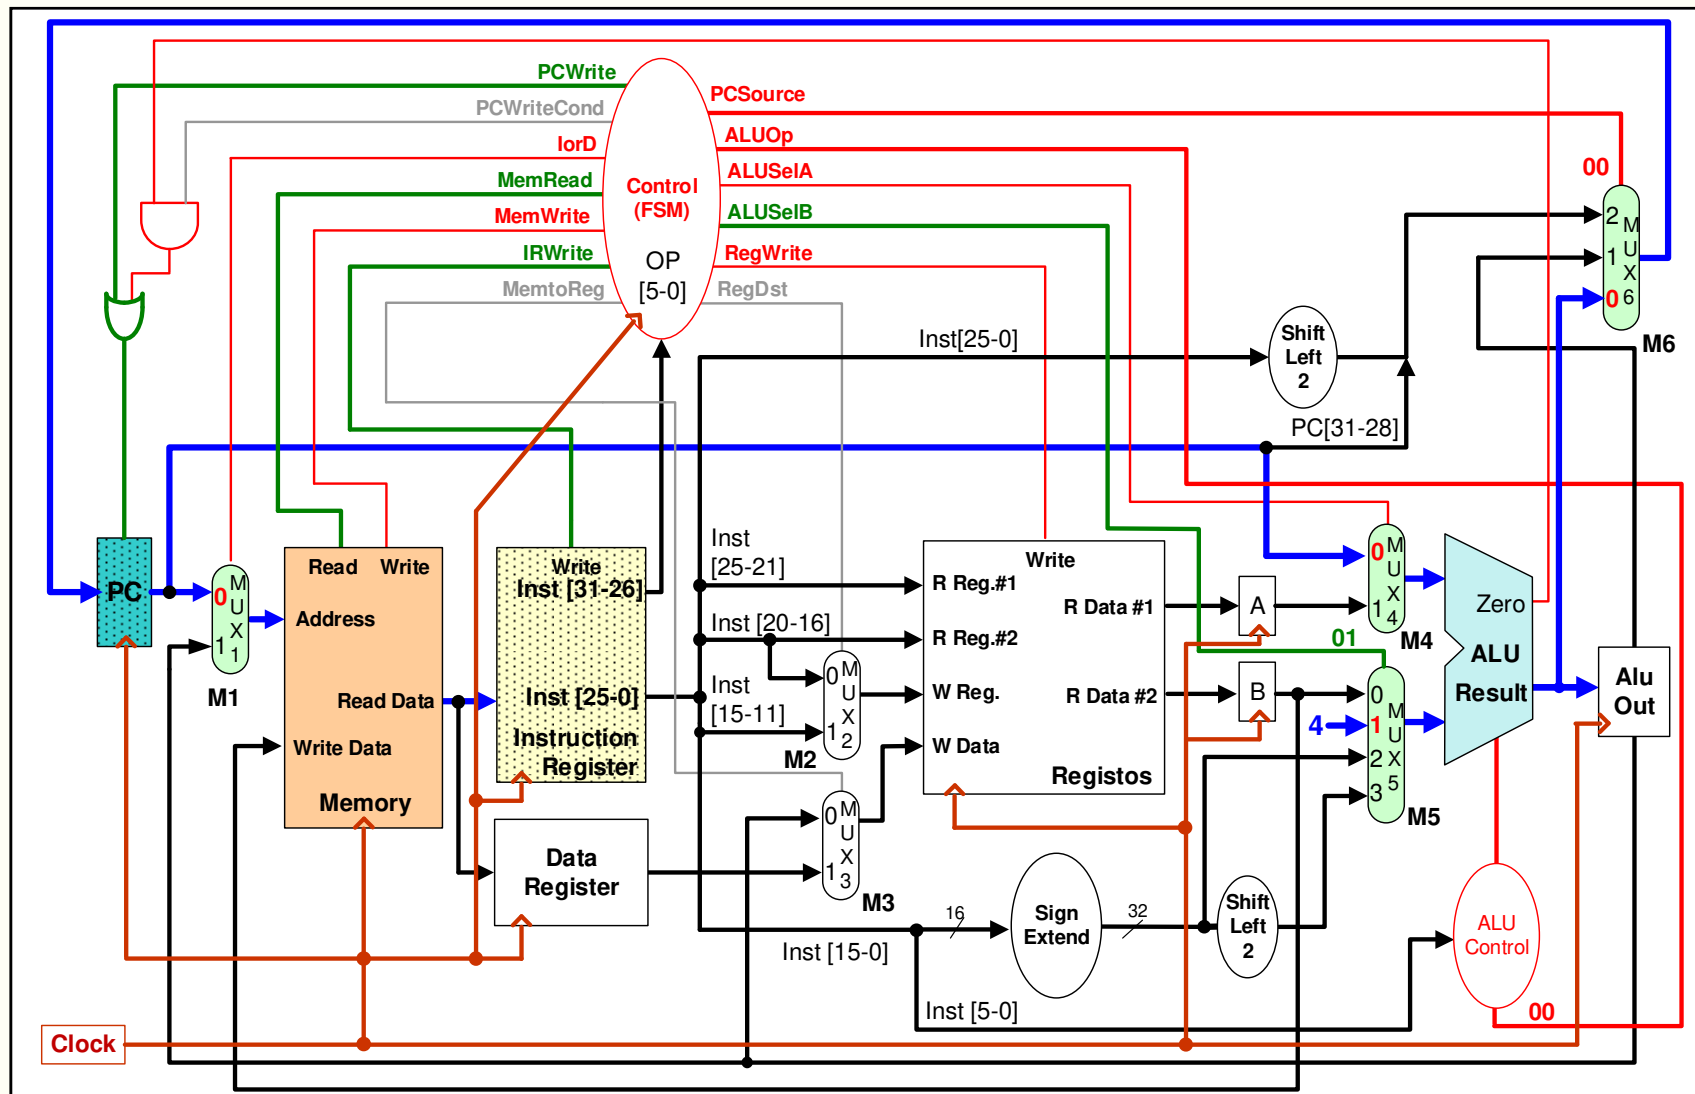 PCWrite
PCWriteCond
IorD
MemRead
MemWrite
IRWrite
MemtoReg
Control
(FSM)
OP
[5-0]
PCSource
ALUOp
ALUSelA
ALUSelB
RegWrite
RegDst
00
2
1
0
M
U
X
6
M6
Inst[25-0]
Shift
Left
2
PC[31-28]
PC
0
1
M
U
X
1
M1
Read Write
Address
Read Data
Write Data
Memory
Write
Inst [31-26]
Inst [25-0]
Instruction
Register
Data
Register
Inst
[25-21]
Inst [20-16]
Inst
[15-11]
0
1
M
U
X
2
M2
0
1
M
U
X
3
M3
Write
R Reg.#1
R Reg.#2
W Reg.
W Data
R Data #1
R Data #2
Registos
A
B
0
1
M
U
X
4
M4
01
4
0
1
2
3
M
U
X
5
M5
Zero
ALU
Result
Alu
Out
Inst [15-0]
16
Sign
Extend
32
Shift
Left
2
ALU
Control
Inst [5-0]
00
Clock